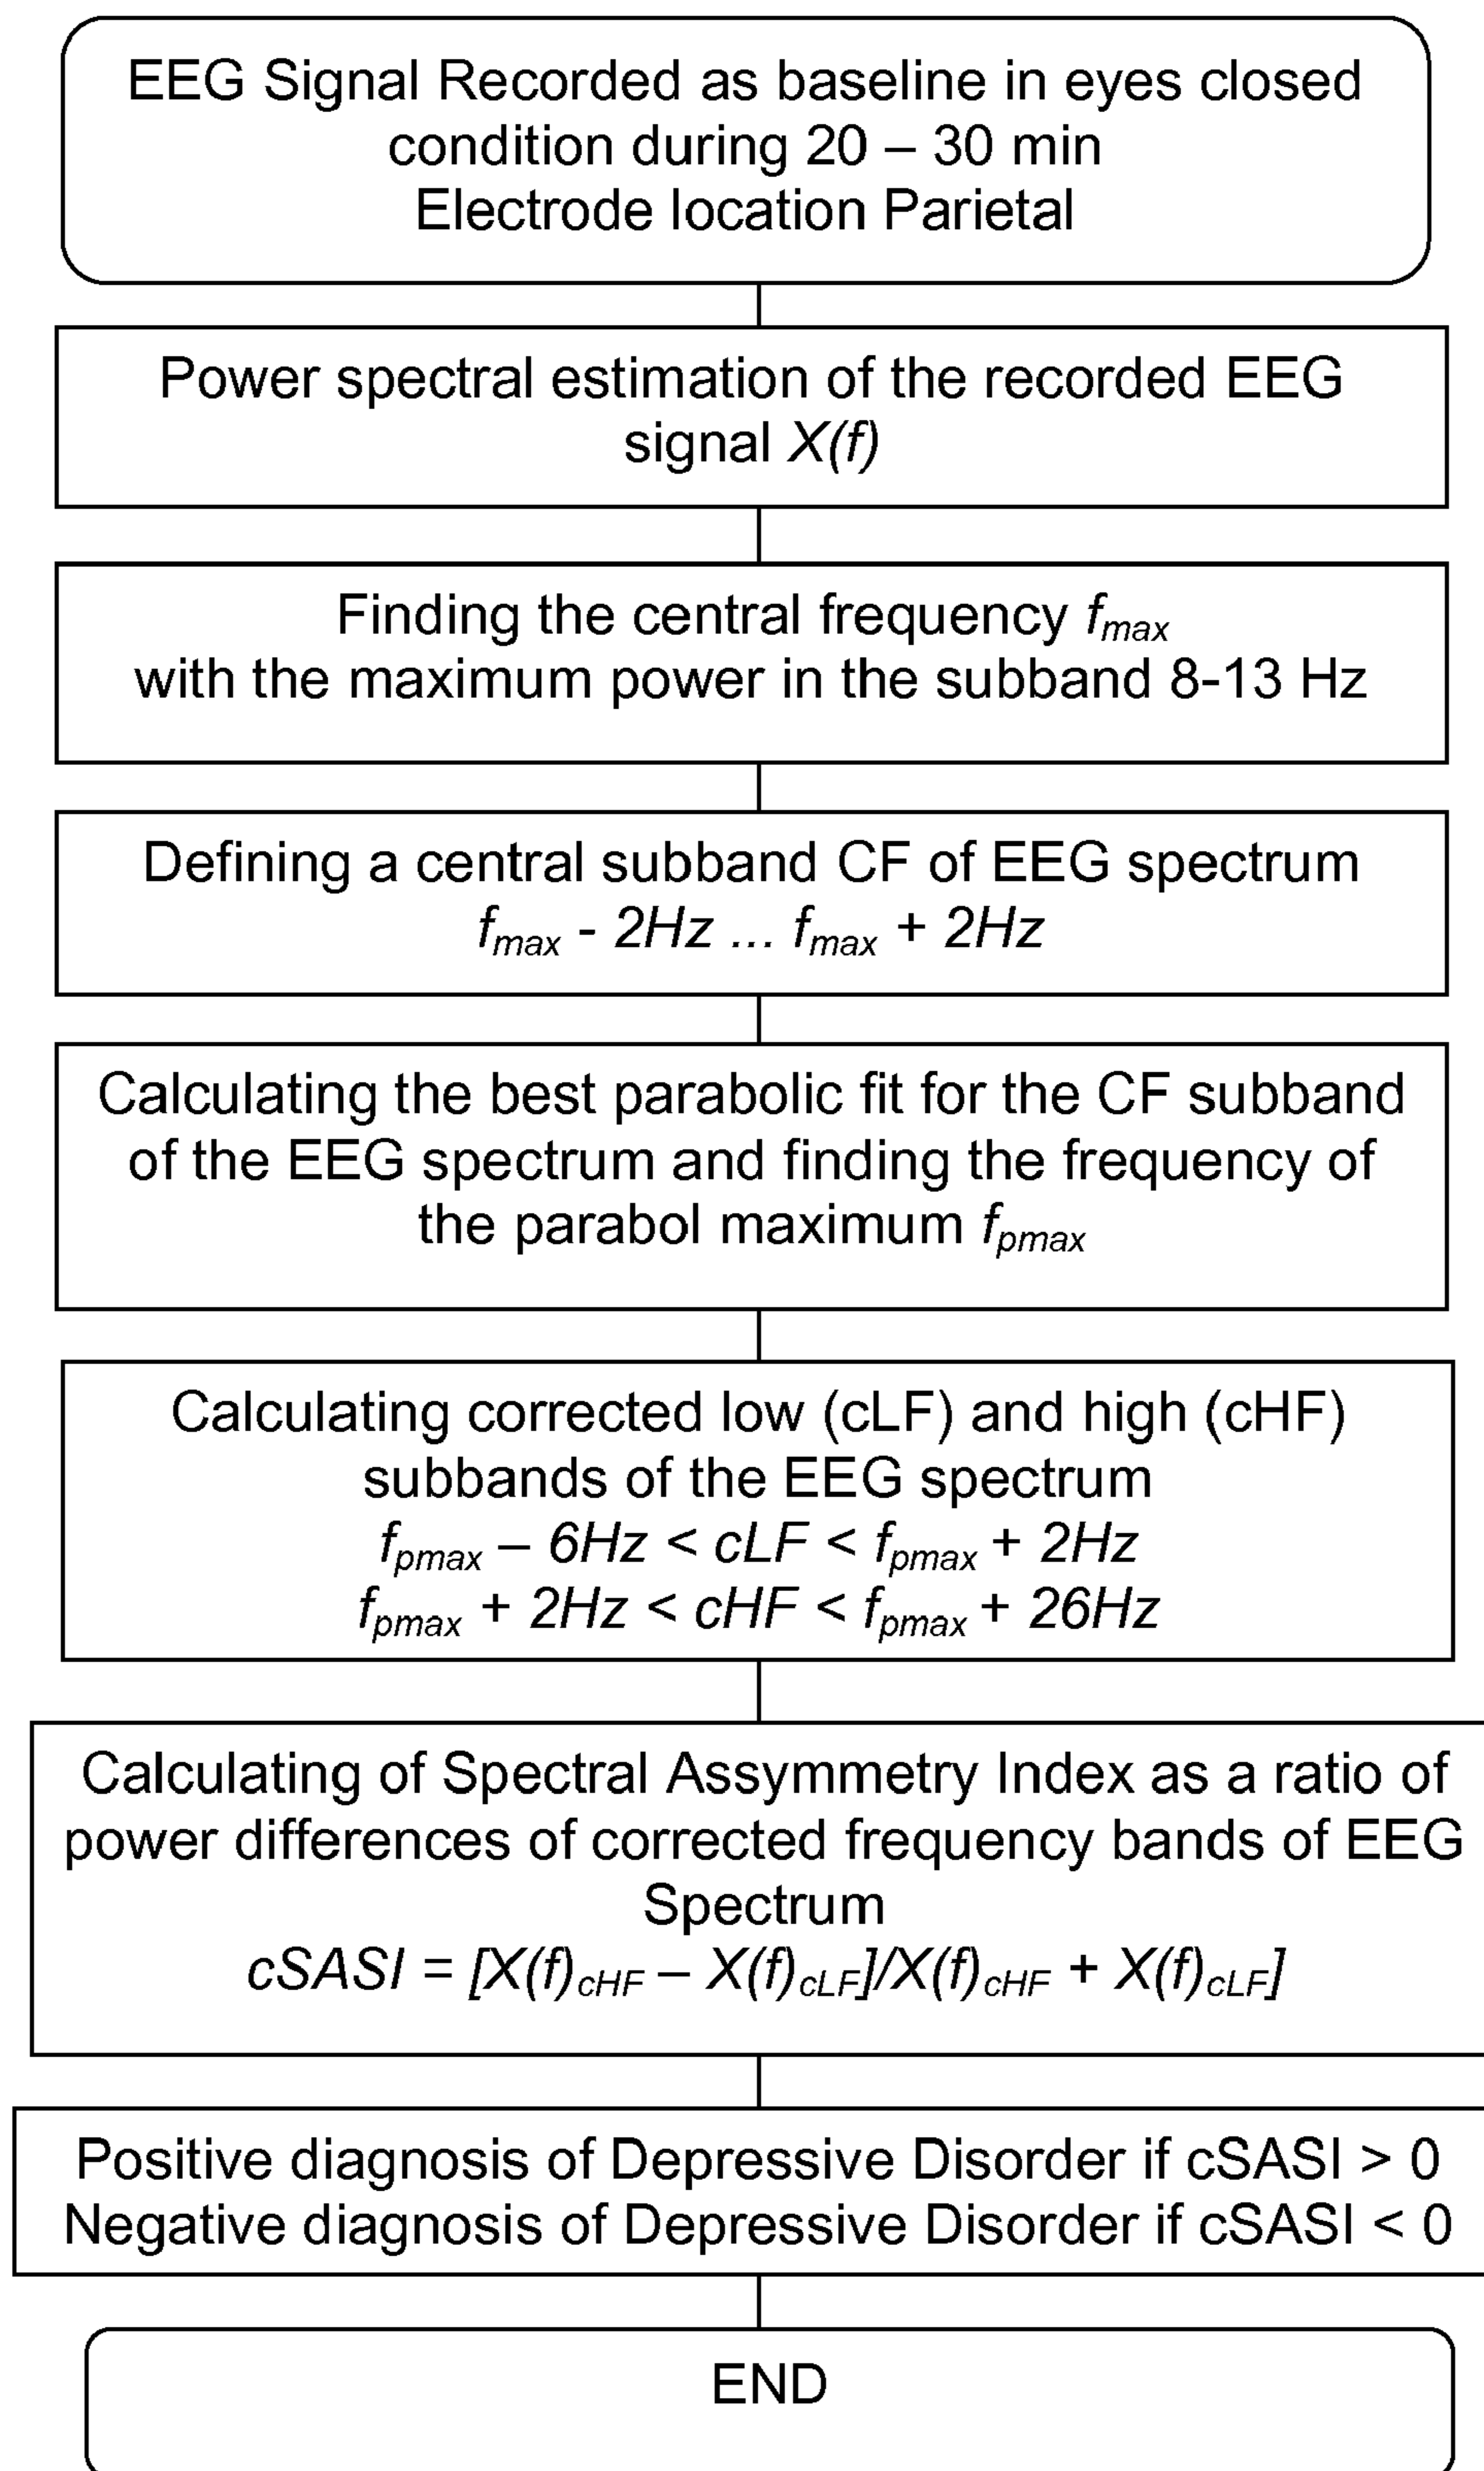 EEG Signal Recorded as baseline in eyes closed
condition during 20 – 30 min
Electrode location Parietal
Power spectral estimation of the recorded EEG
signal X(f)
Finding the central frequency fmax
with the maximum power in the subband 8-13 Hz
Defining a central subband CF of EEG spectrum
fmax - 2Hz ... fmax + 2Hz
Calculating the best parabolic fit for the CF subband
of the EEG spectrum and finding the frequency of
the parabol maximum fpmax
Calculating corrected low (cLF) and high (cHF)
subbands of the EEG spectrum
fpmax – 6Hz < cLF < fpmax + 2Hz
fpmax + 2Hz < cHF < fpmax + 26Hz
Calculating of Spectral Assymmetry Index as a ratio of
power differences of corrected frequency bands of EEG
Spectrum
cSASI = [X(f)cHF – X(f)cLF]/X(f)cHF + X(f)cLF]
Positive diagnosis of Depressive Disorder if cSASI > 0
Negative diagnosis of Depressive Disorder if cSASI < 0
END